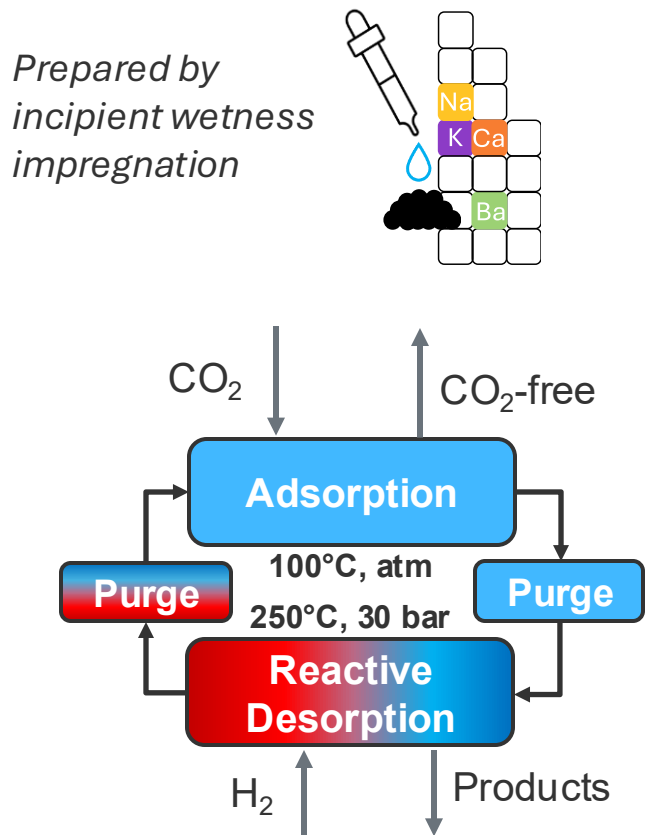 Prepared by
incipient wetness
impregnation
Na
K Ca
Ba
CO₂
CO₂-free
Adsorption
100°C, atm
Purge
Purge
250°C, 30 bar
Reactive
Desorption
H₂
Products